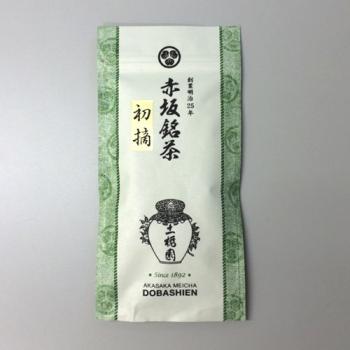 創業明治25年
赤坂銘茶
初摘
土橋園
Since 1892
AKASAKA MEICHA
DOBASHIEN